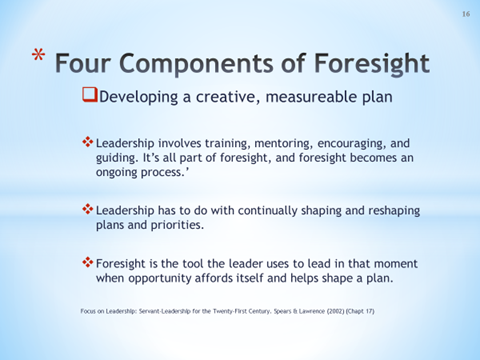 16
* Four Components of Foresight
❑Developing a creative, measureable plan
❖Leadership involves training, mentoring, encouraging, and
guiding. It’s all part of foresight, and foresight becomes an
ongoing process.’
❖Leadership has to do with continually shaping and reshaping
plans and priorities.
❖Foresight is the tool the leader uses to lead in that moment
when opportunity affords itself and helps shape a plan.
Focus on Leadership: Servant-Leadership for the Twenty-First Century. Spears & Lawrence (2002) (Chapt 17)